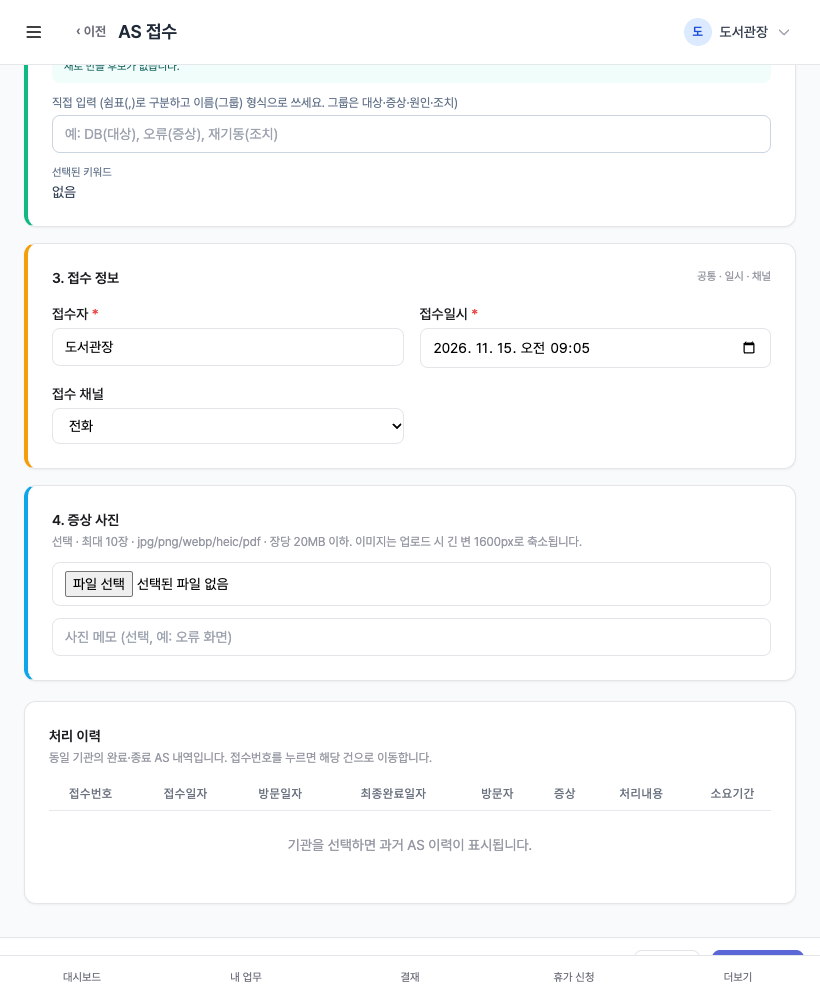 ‹ 이전 AS 접수
도 도서관장
새로 만들 후보가 없습니다.
직접 입력 (쉼표(,)로 구분하고 이름(그룹) 형식으로 쓰세요. 그룹은 대상·증상·원인·조치)
예: DB(대상), 오류(증상), 재기동(조치)
선택된 키워드
없음
3. 접수 정보
공통 · 일시 · 채널
접수자 *
접수일시 *
도서관장
2026. 11. 15. 오전 09:05
접수 채널
전화
4. 증상 사진
선택 · 최대 10장 · jpg/png/webp/heic/pdf · 장당 20MB 이하. 이미지는 업로드 시 긴 변 1600px로 축소됩니다.
파일 선택 선택된 파일 없음
사진 메모 (선택, 예: 오류 화면)
처리 이력
동일 기관의 완료·종료 AS 내역입니다. 접수번호를 누르면 해당 건으로 이동합니다.
접수번호 접수일자 방문일자 최종완료일자 방문자 증상 처리내용 소요기간
기관을 선택하면 과거 AS 이력이 표시됩니다.
대시보드 내 업무 결재 휴가 신청 더보기